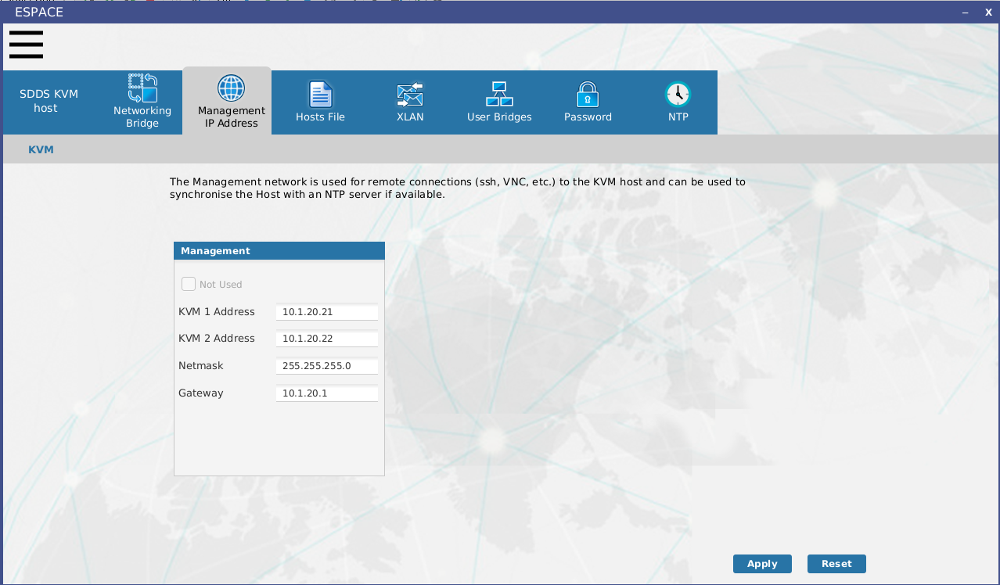 ESPACE
– X
SDDS KVM
host
Networking
Bridge
Management
IP Address
Hosts File
XLAN
User Bridges
Password
NTP
KVM
The Management network is used for remote connections (ssh, VNC, etc.) to the KVM host and can be used to
synchronise the Host with an NTP server if available.
Management
Not Used
KVM 1 Address 10.1.20.21
KVM 2 Address 10.1.20.22
Netmask 255.255.255.0
Gateway 10.1.20.1
Apply Reset